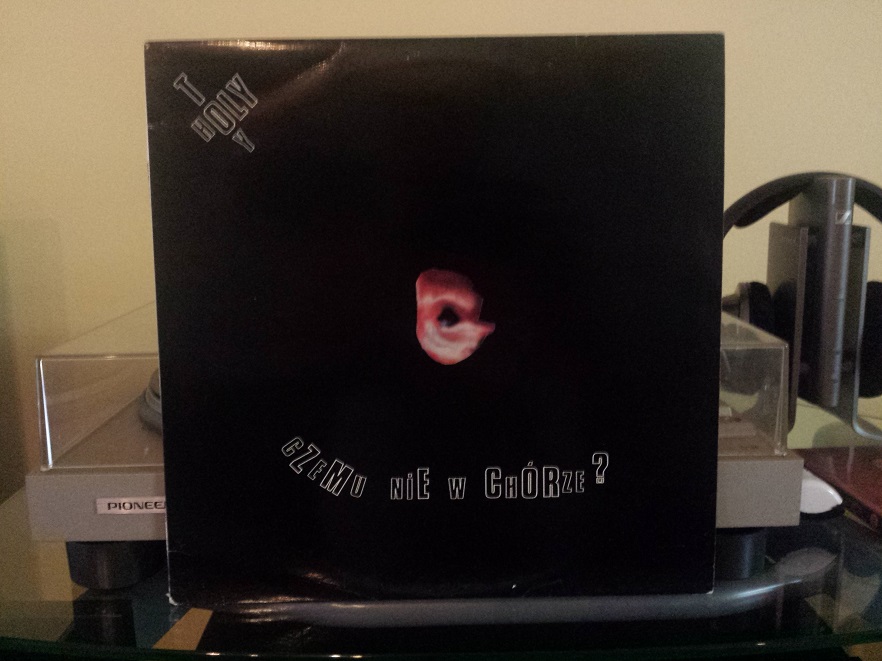 T
HOLY
A
CZEMU NiE W CHÓRZE?
PIONEE